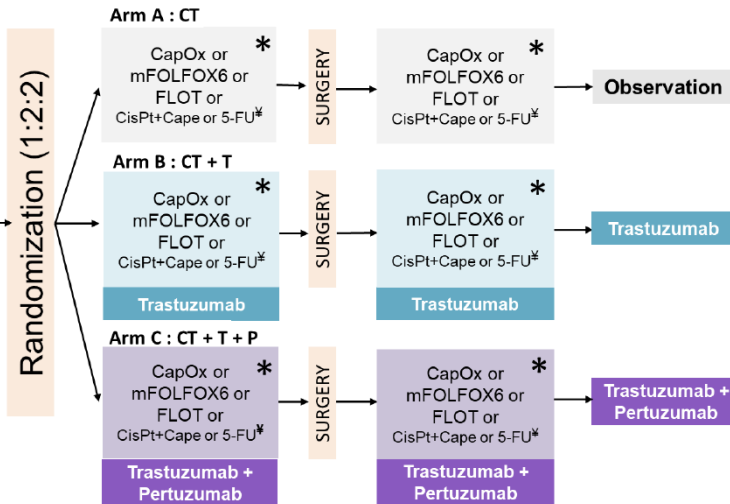 Randomization (1:2:2)
Arm A : CT
CapOx or
mFOLFOX6 or
FLOT or
CisPt+Cape or 5-FU¥
*
SURGERY
CapOx or
mFOLFOX6 or
FLOT or
CisPt+Cape or 5-FU¥
*
Observation
Arm B : CT + T
CapOx or
mFOLFOX6 or
FLOT or
CisPt+Cape or 5-FU¥
*
Trastuzumab
SURGERY
CapOx or
mFOLFOX6 or
FLOT or
CisPt+Cape or 5-FU¥
*
Trastuzumab
Trastuzumab
Arm C : CT + T + P
CapOx or
mFOLFOX6 or
FLOT or
CisPt+Cape or 5-FU¥
*
Trastuzumab +
Pertuzumab
SURGERY
CapOx or
mFOLFOX6 or
FLOT or
CisPt+Cape or 5-FU¥
*
Trastuzumab +
Pertuzumab
Trastuzumab +
Pertuzumab